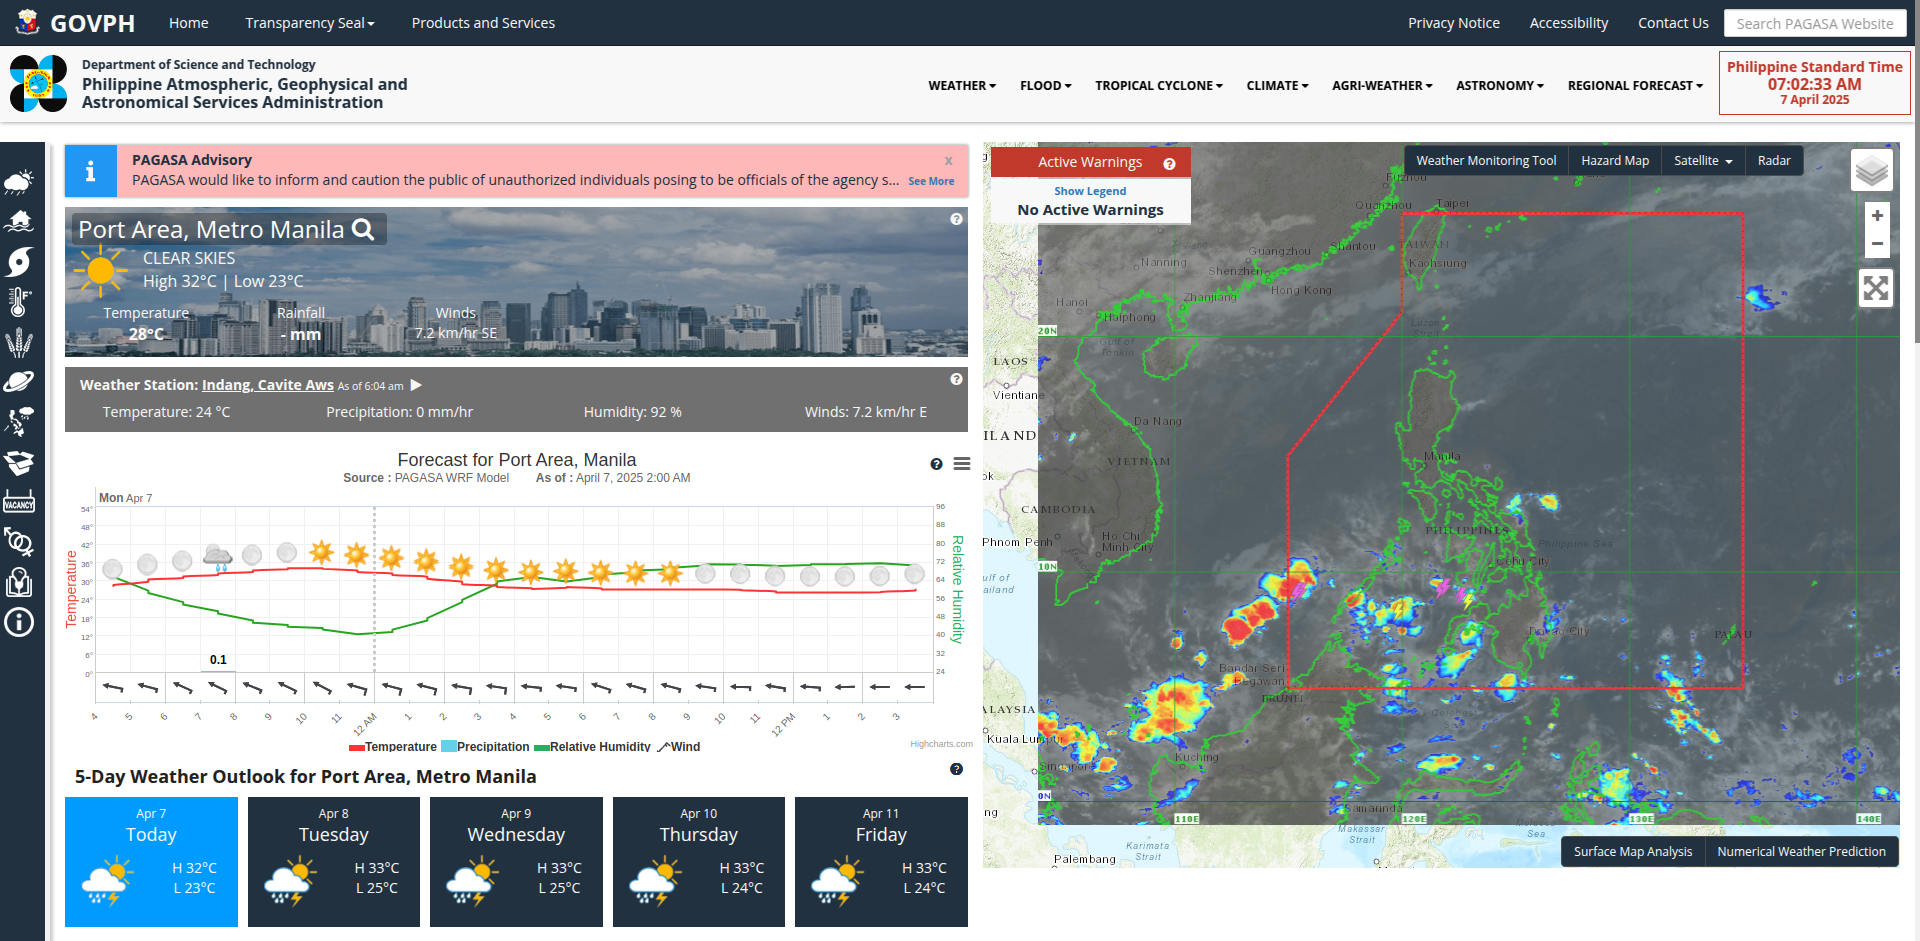 GOVPH
Home
Transparency Seal
Products and Services
Privacy Notice
Accessibility
Contact Us
Search PAGASA Website
Department of Science and Technology
Philippine Atmospheric, Geophysical and
Astronomical Services Administration
WEATHER
FLOOD
TROPICAL CYCLONE
CLIMATE
AGRI-WEATHER
ASTRONOMY
REGIONAL FORECAST
Philippine Standard Time
07:02:33 AM
7 April 2025
VACANCY
PAGASA Advisory
x
PAGASA would like to inform and caution the public of unauthorized individuals posing to be officials of the agency s... See More
Port Area, Metro Manila
CLEAR SKIES
High 32°C | Low 23°C
Temperature Rainfall Winds
28°C - mm 7.2 km/hr SE
Weather Station: Indang, Cavite Aws As of 6:04 am
Temperature: 24 °C Precipitation: 0 mm/hr Humidity: 92 % Winds: 7.2 km/hr E
Forecast for Port Area, Manila
Source : PAGASA WRF Model As of : April 7, 2025 2:00 AM
Mon Apr 7
Temperature
54°
48°
42°
36°
30°
24°
18°
12°
6°
0°
0.1
96
88
80
72
64
56
48
40
32
24
Relative Humidity
4 5 6 7 8 9 10 11 12 AM 1 2 3 4 5 6 7 8 9 10 11 12 PM 1 2 3
Temperature Precipitation Relative Humidity Wind
Highcharts.com
5-Day Weather Outlook for Port Area, Metro Manila
Apr 7
Today
H 32°C
L 23°C
Apr 8
Tuesday
H 33°C
L 25°C
Apr 9
Wednesday
H 33°C
L 25°C
Apr 10
Thursday
H 33°C
L 24°C
Apr 11
Friday
H 33°C
L 24°C
Active Warnings
Show Legend
No Active Warnings
Weather Monitoring Tool
Hazard Map
Satellite
Radar
+
−
Fuzhou
Quanzhou
Taipei
Guangzhou
Shantou
TAIWAN
Nanning
Shenzhen
Kaohsiung
Hanoi
Zhanjiang
Hong Kong
Haiphong
20N
Luzon
Strait
Gulf of
Tonkin
LAOS
Vientiane
Da Nang
ILAND
VIETNAM
Manila
ok
CAMBODIA
PHILIPPINES
Phnom Penh
Ho Chi
Minh City
Philippine Sea
10N
Cebu City
ulf of
ailand
Davao City
PALAU
Bandar Seri
Begawan
BRUNEI
ALAYSIA
Kuala Lumpur
Kuching
Singapore
0N
ng
Samarinda
110E
120E
130E
140E
Makassar
Strait
Sea
Karimata
Strait
Palembang
Surface Map Analysis
Numerical Weather Prediction